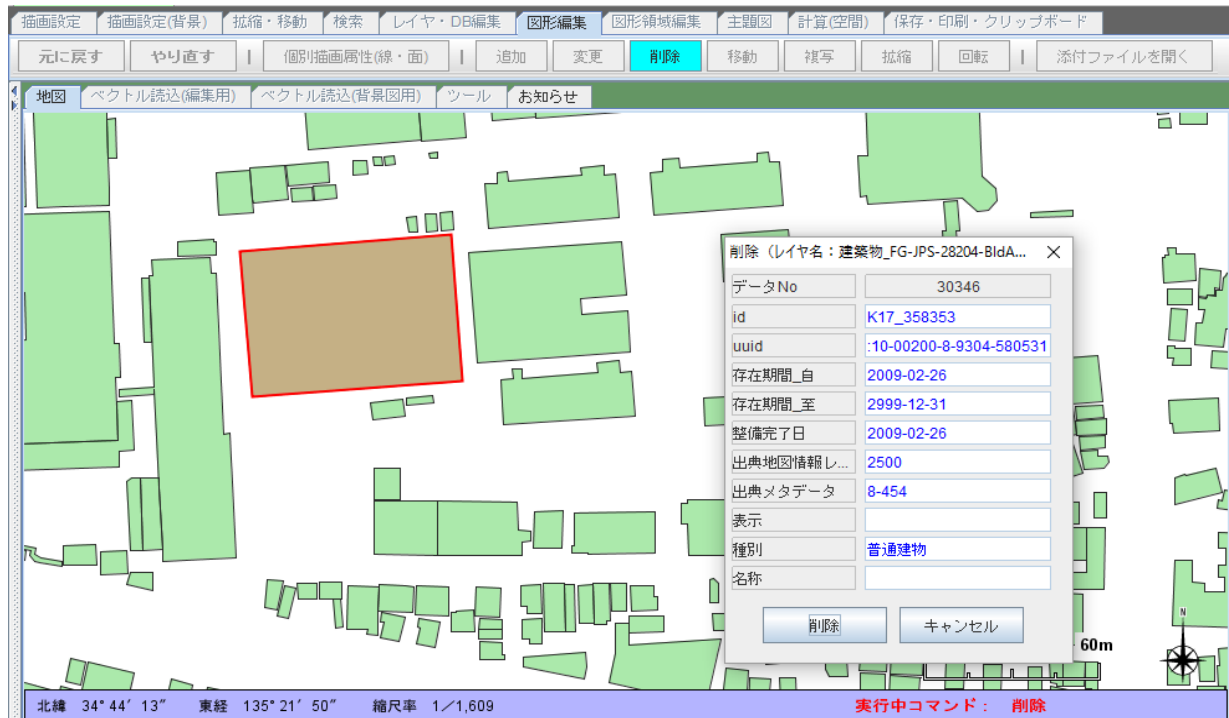 描画設定 描画設定(背景) 拡縮・移動 検索 レイヤ・DB編集 図形編集 図形領域編集 主題図 計算(空間) 保存・印刷・クリップボード
元に戻す やり直す | 個別描画属性(線・面) | 追加 変更 削除 移動 複写 拡縮 回転 | 添付ファイルを開く
地図 ベクトル読込(編集用) ベクトル読込(背景図用) ツール お知らせ
削除（レイヤ名：建築物_FG-JPS-28204-BldA...
データNo 30346
id K17_358353
uuid :10-00200-8-9304-580531
存在期間_自 2009-02-26
存在期間_至 2999-12-31
整備完了日 2009-02-26
出典地図情報レ... 2500
出典メタデータ 8-454
表示
種別 普通建物
名称
削除 キャンセル
N
60m
北緯 34°44′13″ 東経 135°21′50″ 縮尺率 1／1,609 実行中コマンド： 削除